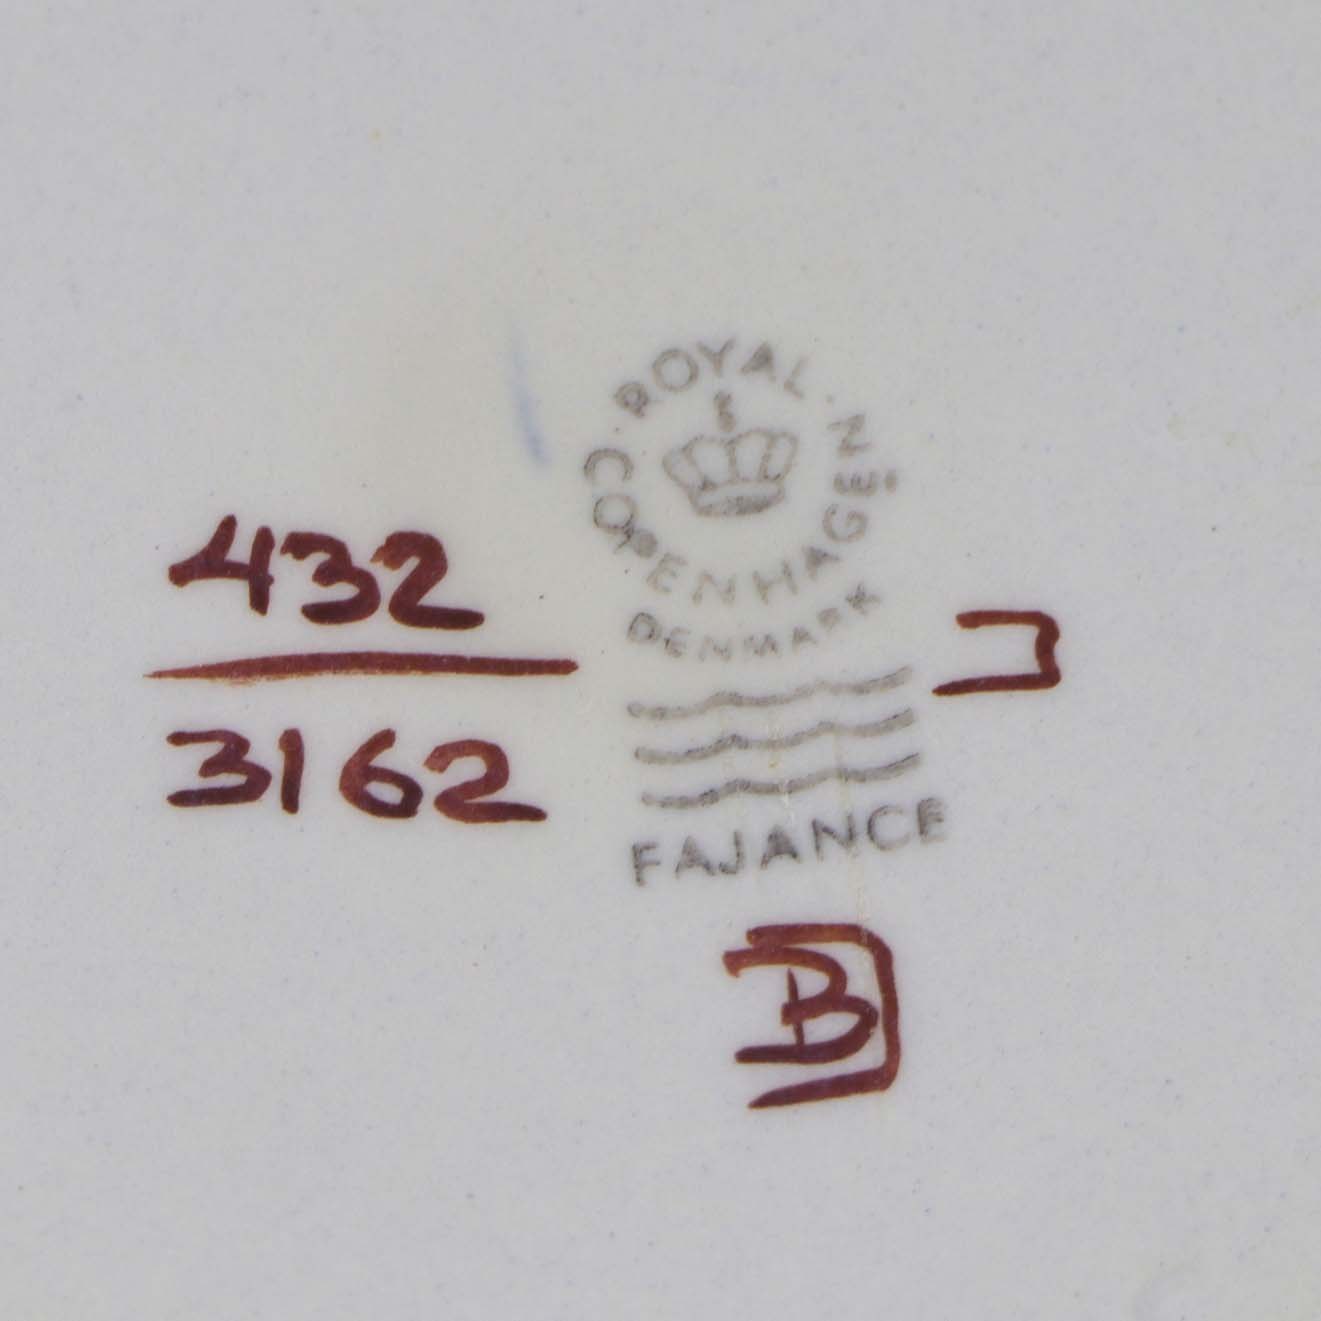 ROYAL
COPENHAGEN
DENMARK
432
3162
FAJANCE
B